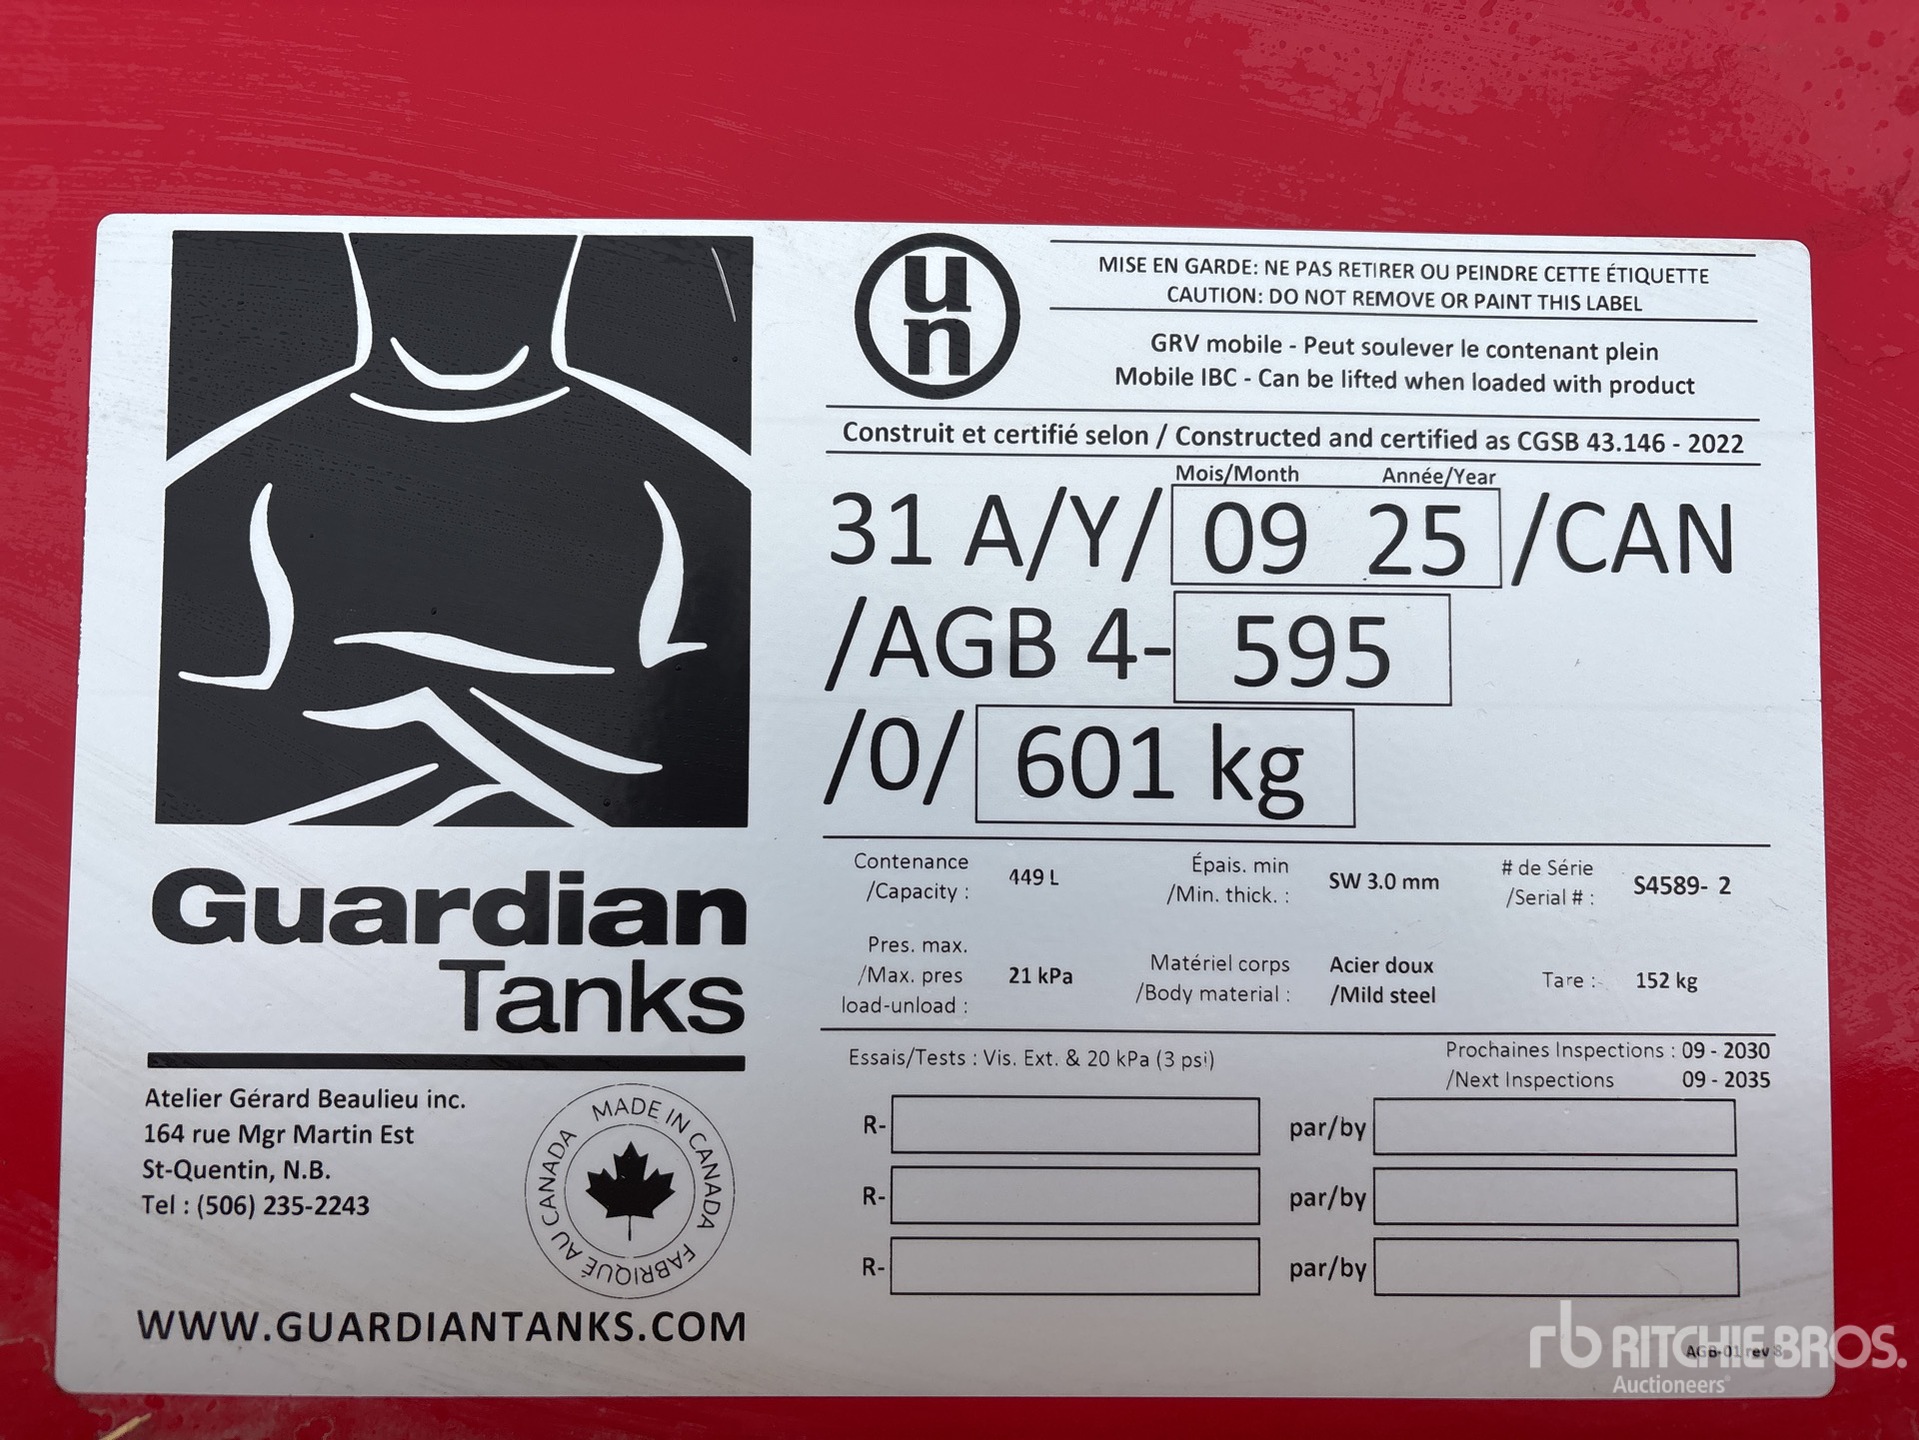 un
MISE EN GARDE: NE PAS RETIRER OU PEINDRE CETTE ÉTIQUETTE
CAUTION: DO NOT REMOVE OR PAINT THIS LABEL
GRV mobile - Peut soulever le contenant plein
Mobile IBC - Can be lifted when loaded with product
Construit et certifié selon / Constructed and certified as CGSB 43.146 - 2022
Mois/Month Année/Year
31 A/Y/ 09 25 /CAN
/AGB 4- 595
/0/ 601 kg
Contenance /Capacity : 449 L
Épais. min /Min. thick. : SW 3.0 mm
# de Série /Serial # : S4589- 2
Pres. max. /Max. pres load-unload : 21 kPa
Matériel corps /Body material : Acier doux /Mild steel
Tare : 152 kg
Essais/Tests : Vis. Ext. & 20 kPa (3 psi)
Prochaines Inspections : 09 - 2030
/Next Inspections 09 - 2035
R- par/by
R- par/by
R- par/by
AGB-01 rev 8
Guardian
Tanks
Atelier Gérard Beaulieu inc.
164 rue Mgr Martin Est
St-Quentin, N.B.
Tel : (506) 235-2243
MADE IN CANADA FABRIQUÉ AU CANADA
WWW.GUARDIANTANKS.COM
rb RITCHIE BROS.
Auctioneers